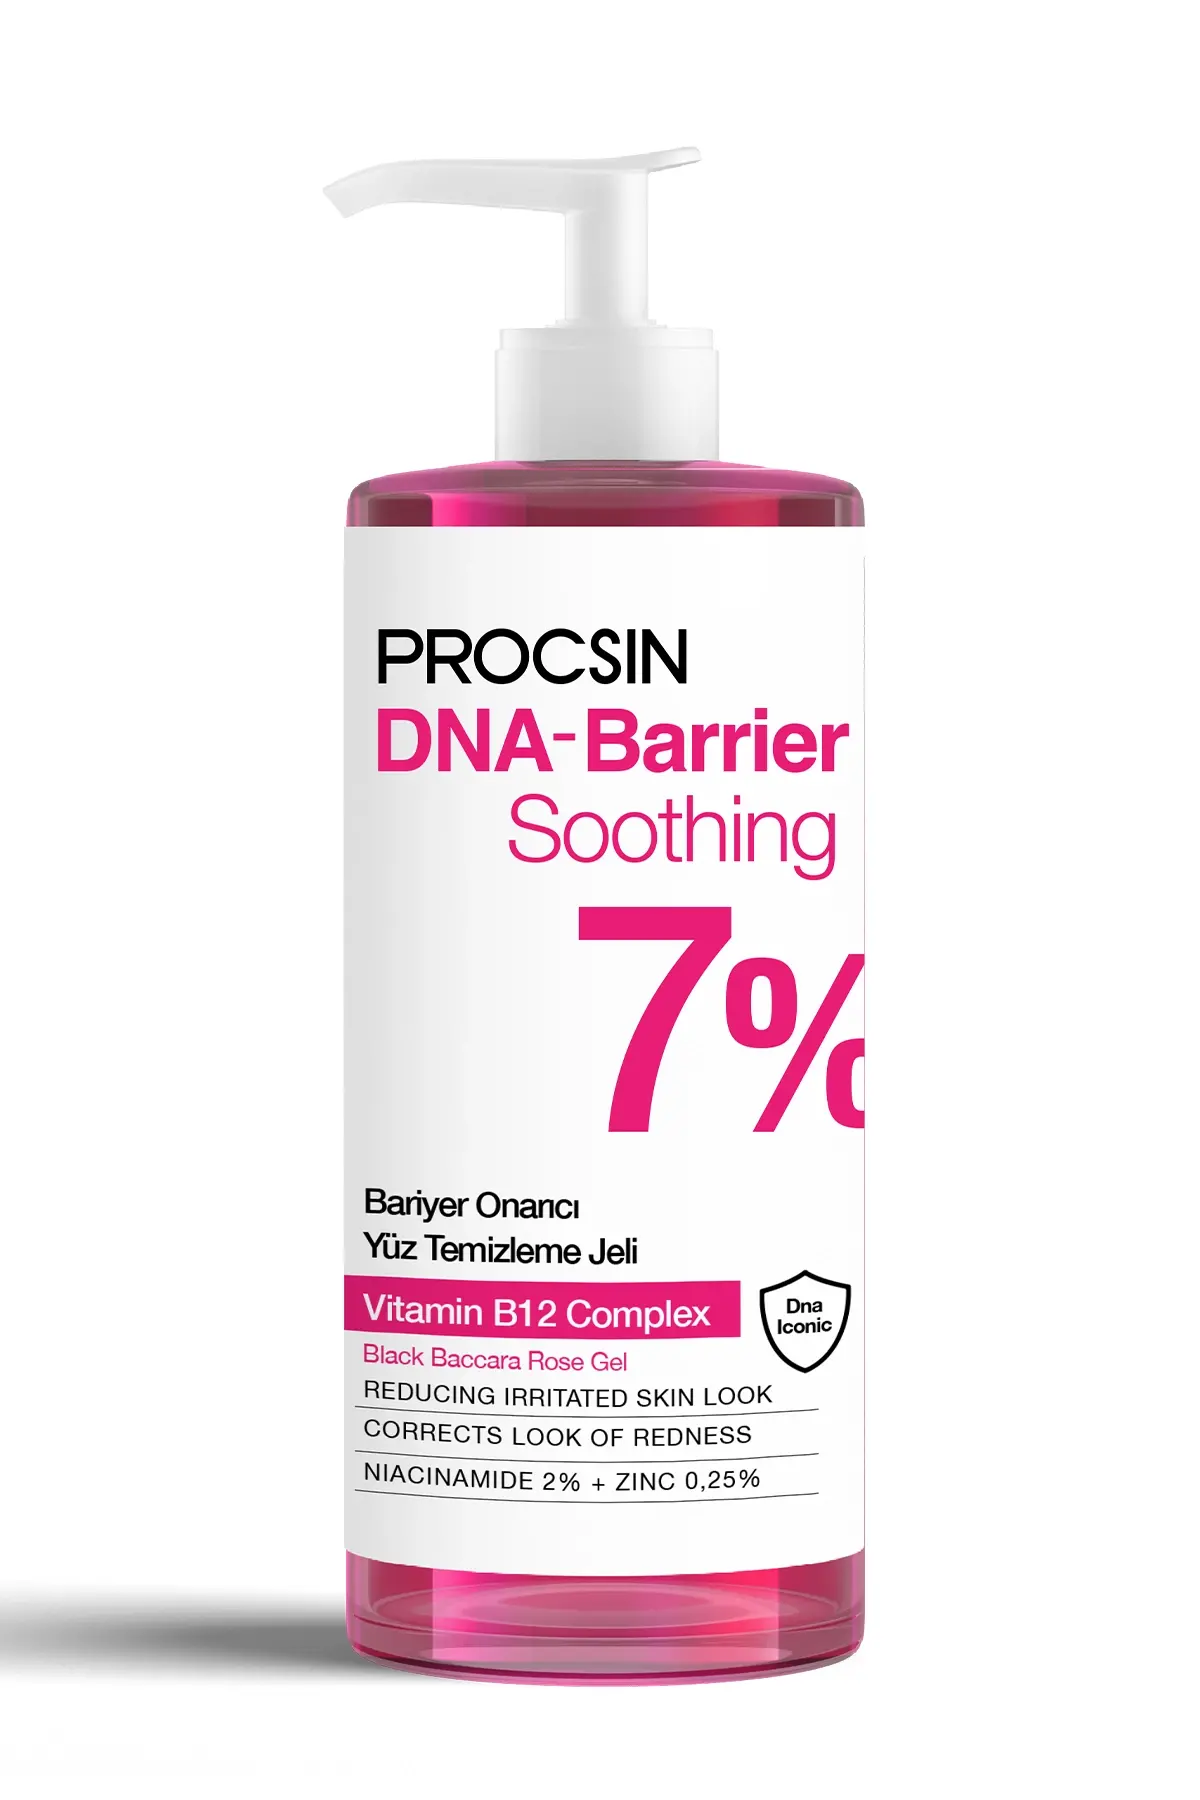 PROCSIN
DNA-Barrier
Soothing
7%
Bariyer Onarıcı
Yüz Temizleme Jeli
Vitamin B12 Complex
Dna
Iconic
Black Baccara Rose Gel
REDUCING IRRITATED SKIN LOOK
CORRECTS LOOK OF REDNESS
NIACINAMIDE 2% + ZINC 0,25%